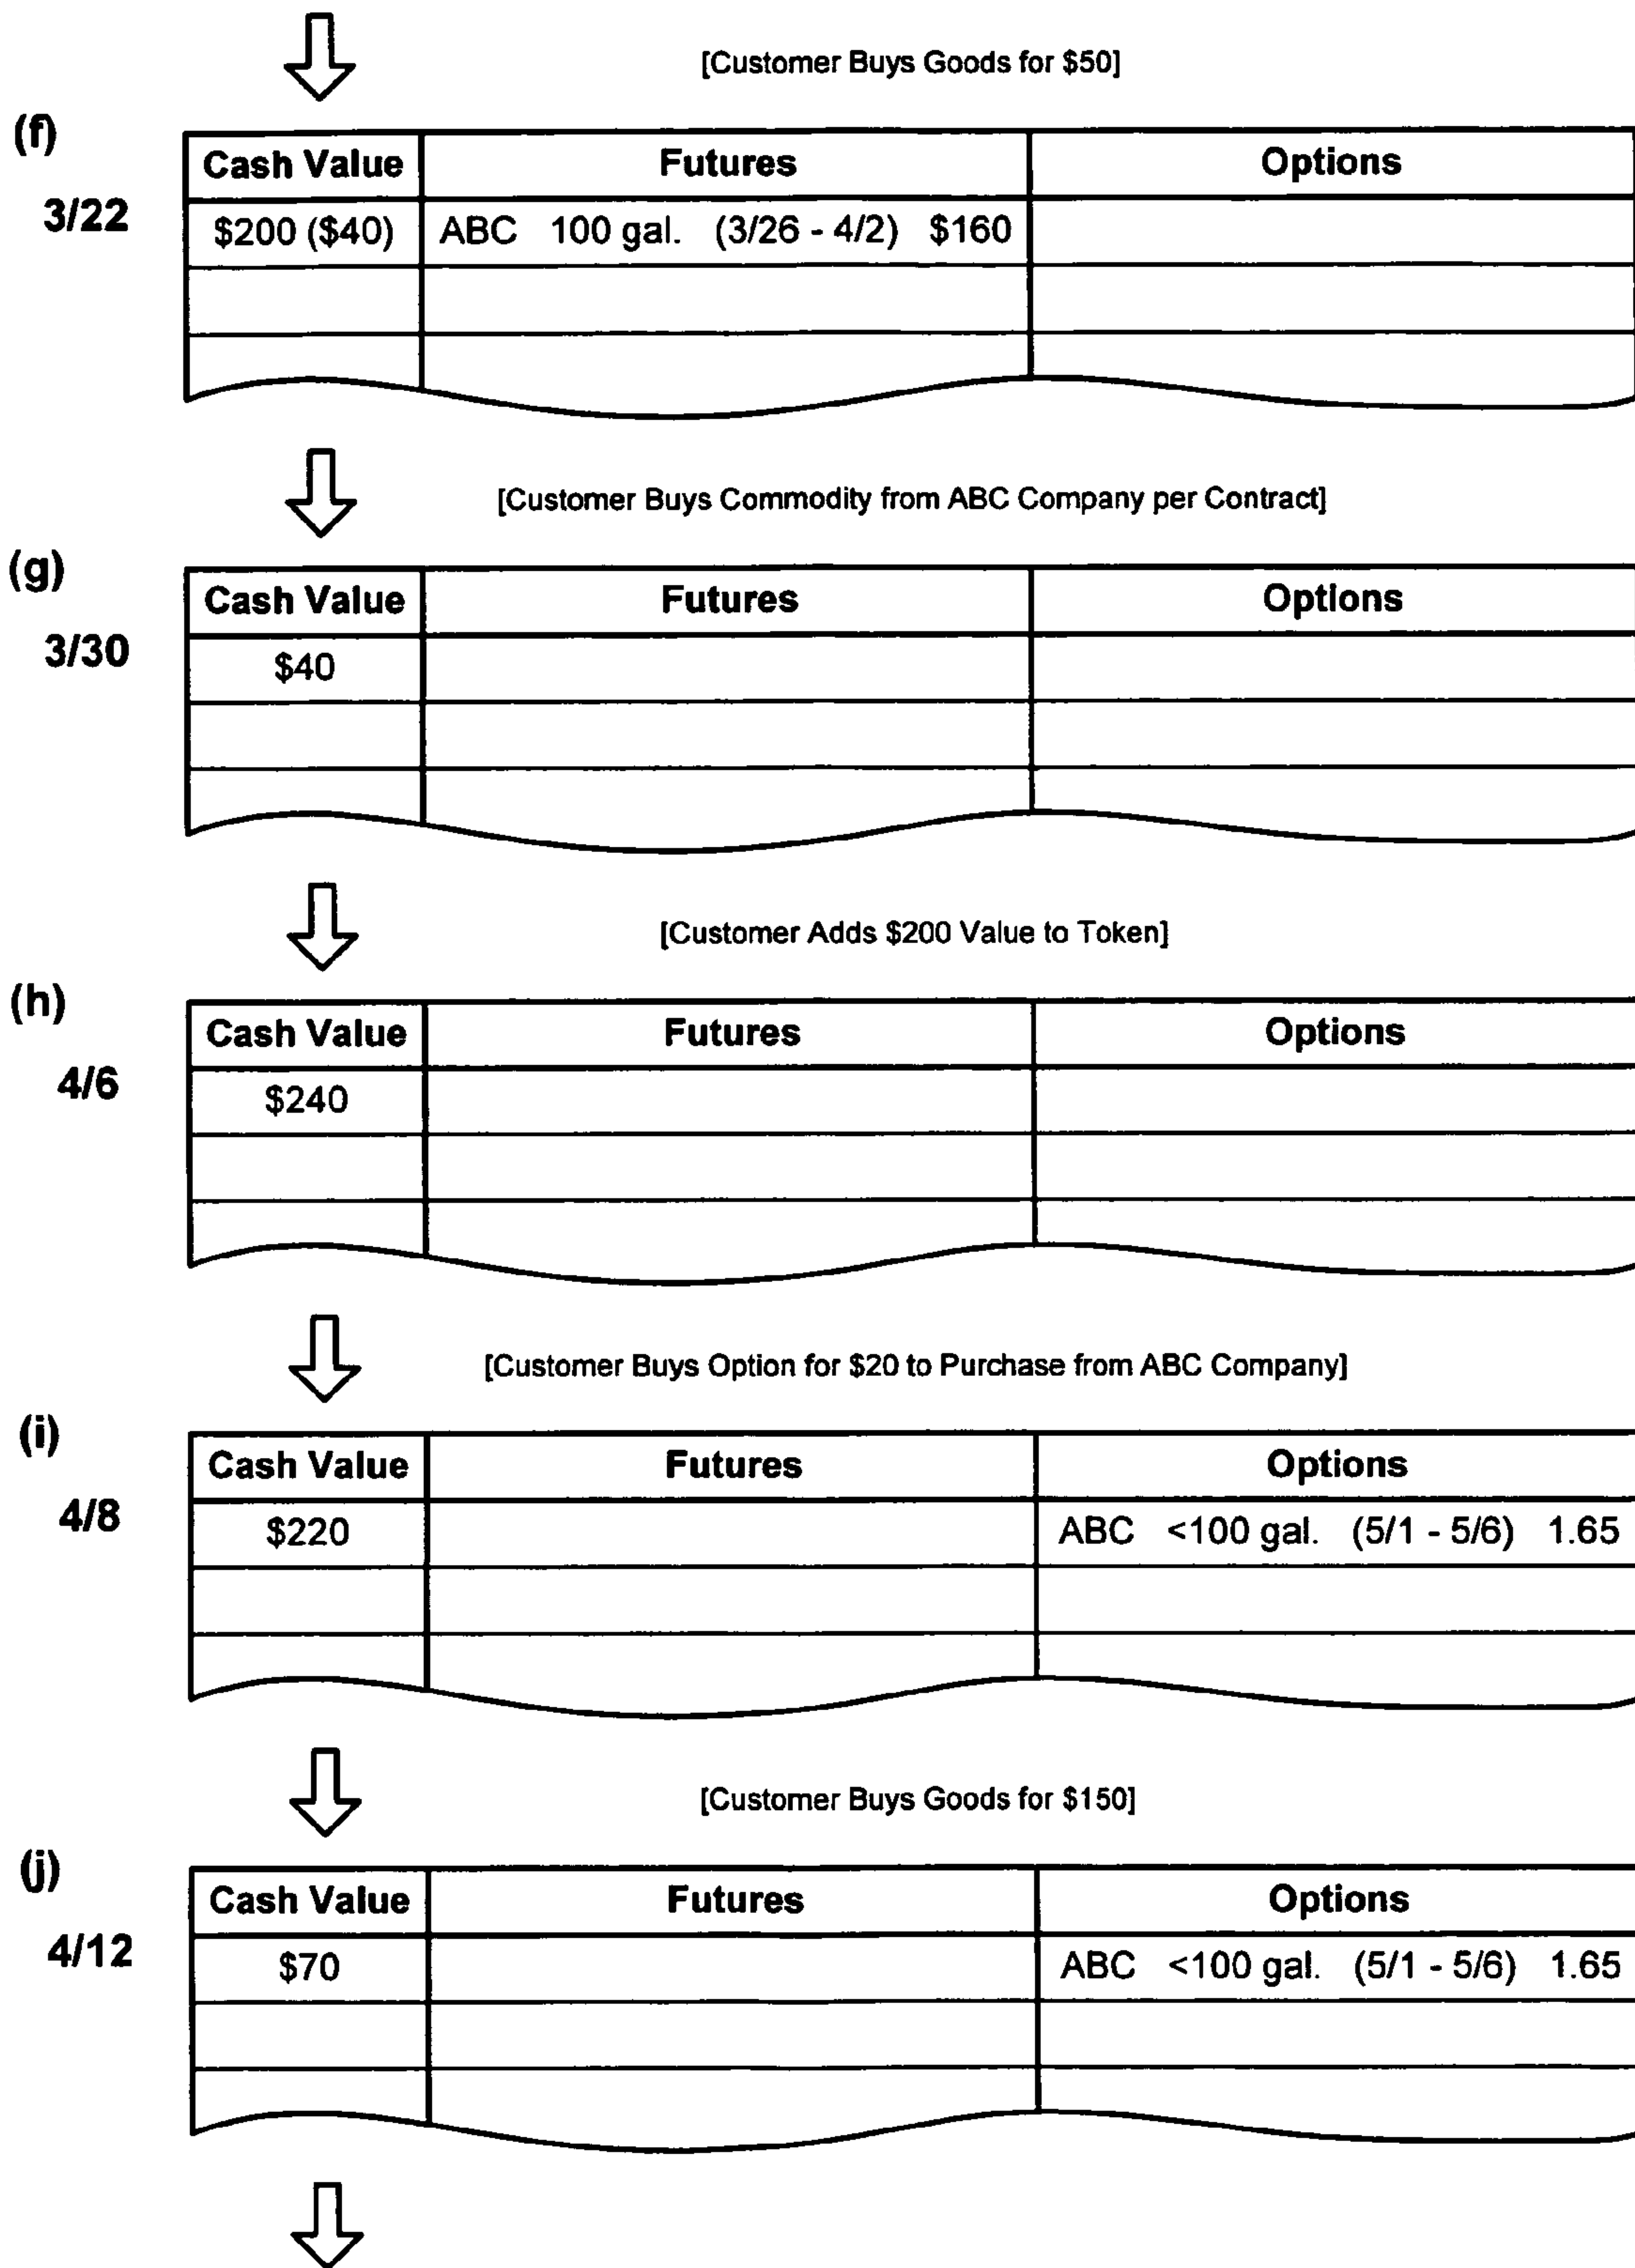 [Customer Buys Goods for $50]
(f)
Cash Value Futures Options
3/22
$200 ($40) ABC 100 gal. (3/26 - 4/2) $160
[Customer Buys Commodity from ABC Company per Contract]
(g)
Cash Value Futures Options
3/30
$40
[Customer Adds $200 Value to Token]
(h)
Cash Value Futures Options
4/6
$240
[Customer Buys Option for $20 to Purchase from ABC Company]
(i)
Cash Value Futures Options
4/8
$220 ABC <100 gal. (5/1 - 5/6) 1.65
[Customer Buys Goods for $150]
(j)
Cash Value Futures Options
4/12
$70 ABC <100 gal. (5/1 - 5/6) 1.65